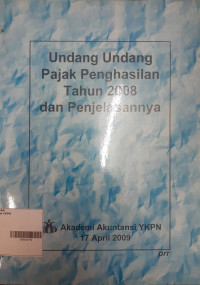 Undang Undang
Pajak Penghasilan
Tahun 2008
dan Penjelasannya
Akademi Akuntansi YKPN
17 April 2009
prr